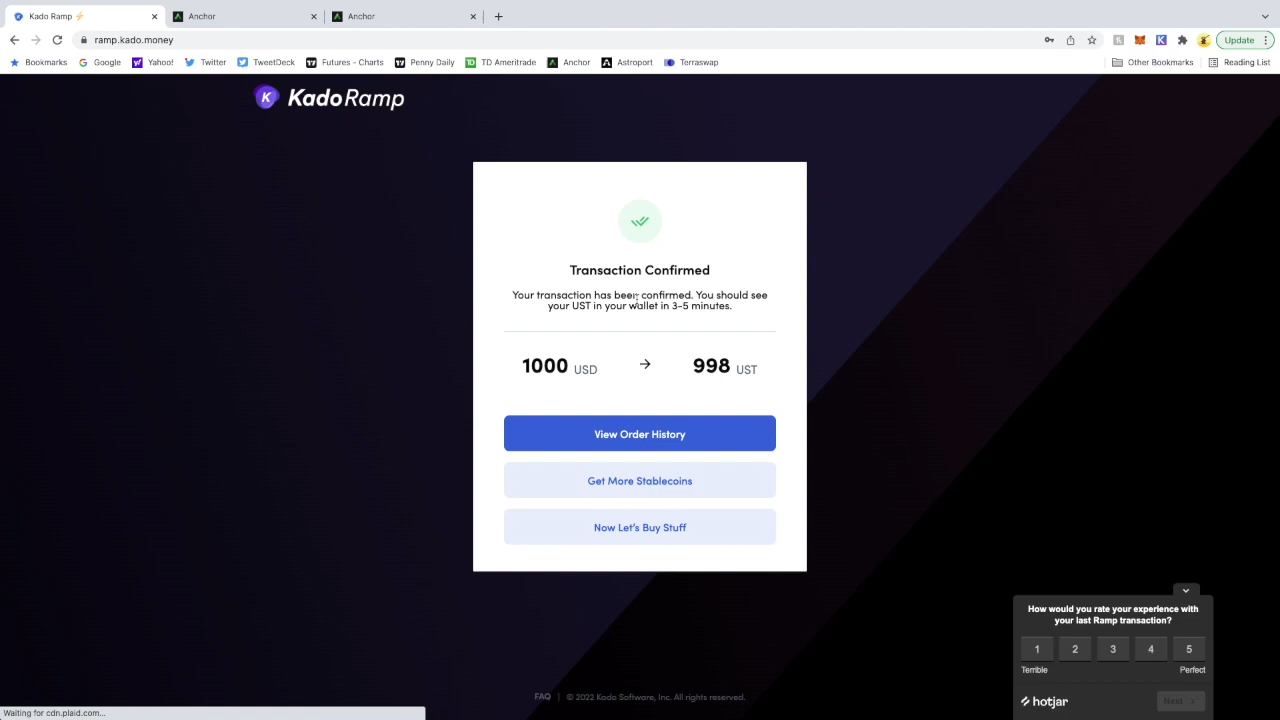 Kado Ramp ⚡
Anchor
Anchor
ramp.kado.money
Update
Bookmarks
Google
Yahoo!
Twitter
TweetDeck
Futures - Charts
Penny Daily
TD Ameritrade
Anchor
Astroport
Terraswap
Other Bookmarks
Reading List
K Kado Ramp
Transaction Confirmed
Your transaction has been confirmed. You should see
your UST in your wallet in 3-5 minutes.
1000 USD → 998 UST
View Order History
Get More Stablecoins
Now Let's Buy Stuff
How would you rate your experience with
your last Ramp transaction?
1 2 3 4 5
Terrible Perfect
hotjar
Next >
FAQ | © 2022 Kado Software, Inc. All rights reserved.
Waiting for cdn.plaid.com...